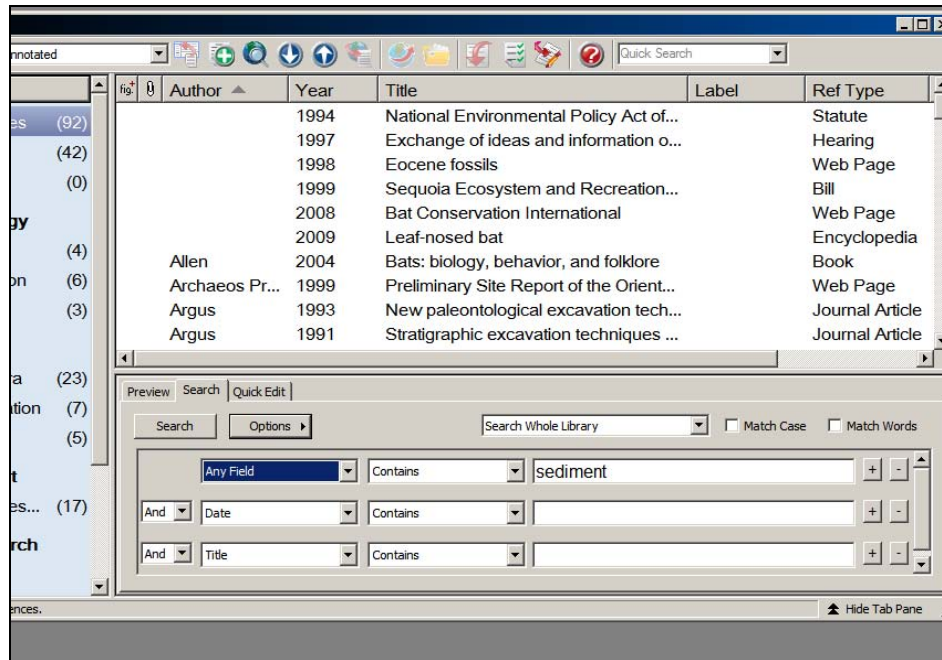 nnotated Quick Search
fig. Author Year Title Label Ref Type
es (92) 1994 National Environmental Policy Act of... Statute
(42) 1997 Exchange of ideas and information o... Hearing
1998 Eocene fossils Web Page
(0) 1999 Sequoia Ecosystem and Recreation... Bill
gy 2008 Bat Conservation International Web Page
2009 Leaf-nosed bat Encyclopedia
(4) Allen 2004 Bats: biology, behavior, and folklore Book
on (6) Archaeos Pr... 1999 Preliminary Site Report of the Orient... Web Page
(3) Argus 1993 New paleontological excavation tech... Journal Article
Argus 1991 Stratigraphic excavation techniques ... Journal Article
ra (23)
Preview Search Quick Edit
ation (7)
Search Options Search Whole Library Match Case Match Words
(5)
t Any Field Contains sediment + -
es... (17) And Date Contains + -
rch And Title Contains + -
ences. Hide Tab Pane